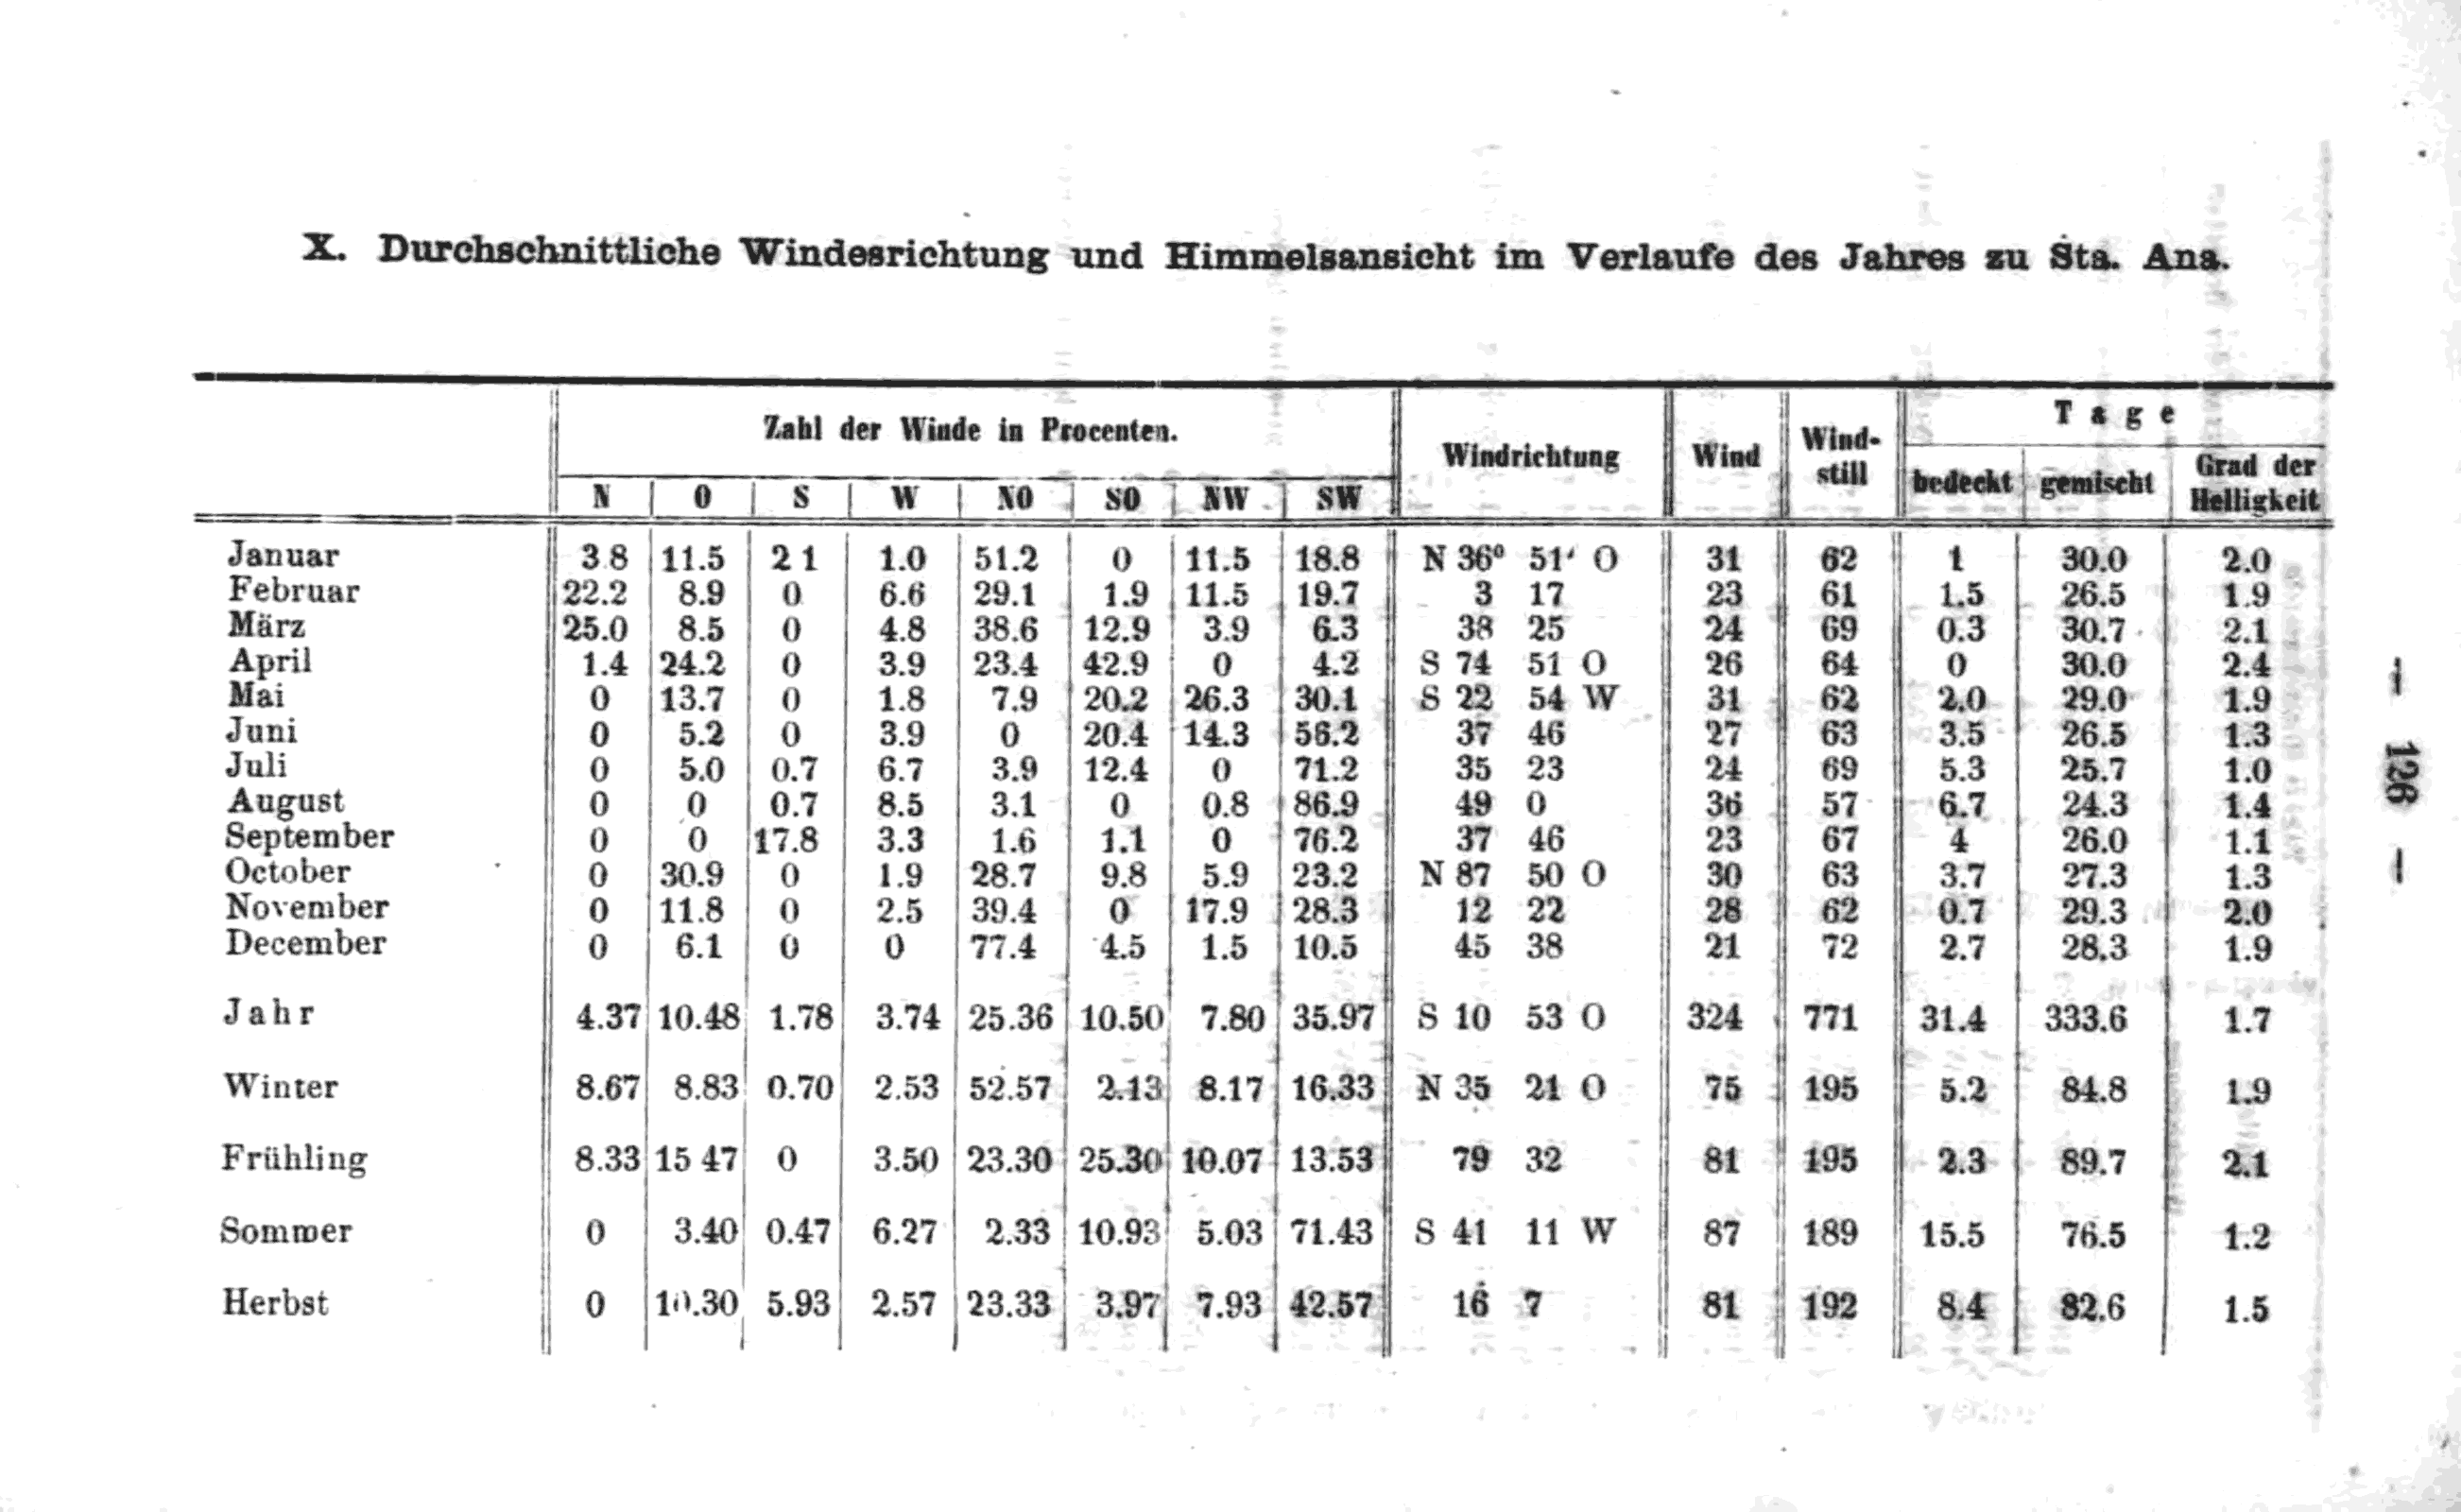 X. Durchschnittliche Windesrichtung und Himmelsansicht im Verlaufe des Jahres zu Sta. Ana.
Zahl der Winde in Procenten. Windrichtung Wind Wind-still Tage
N O S W NO SO NW SW bedeckt gemischt Grad der Helligkeit
Januar 3.8 11.5 2 1 1.0 51.2 0 11.5 18.8 N 36° 51' O 31 62 1 30.0 2.0
Februar 22.2 8.9 0 6.6 29.1 1.9 11.5 19.7 3 17 23 61 1.5 26.5 1.9
März 25.0 8.5 0 4.8 38.6 12.9 3.9 6.3 38 25 24 69 0.3 30.7 2.1
April 1.4 24.2 0 3.9 23.4 42.9 0 4.2 S 74 51 O 26 64 0 30.0 2.4
Mai 0 13.7 0 1.8 7.9 20.2 26.3 30.1 S 22 54 W 31 62 2.0 29.0 1.9
Juni 0 5.2 0 3.9 0 20.4 14.3 56.2 37 46 27 63 3.5 26.5 1.3
Juli 0 5.0 0.7 6.7 3.9 12.4 0 71.2 35 23 24 69 5.3 25.7 1.0
August 0 0 0.7 8.5 3.1 0 0.8 86.9 49 0 36 57 6.7 24.3 1.4
September 0 0 17.8 3.3 1.6 1.1 0 76.2 37 46 23 67 4 26.0 1.1
October 0 30.9 0 1.9 28.7 9.8 5.9 23.2 N 87 50 O 30 63 3.7 27.3 1.3
November 0 11.8 0 2.5 39.4 0 17.9 28.3 12 22 28 62 0.7 29.3 2.0
December 0 6.1 0 0 77.4 4.5 1.5 10.5 45 38 21 72 2.7 28.3 1.9
Jahr 4.37 10.48 1.78 3.74 25.36 10.50 7.80 35.97 S 10 53 O 324 771 31.4 333.6 1.7
Winter 8.67 8.83 0.70 2.53 52.57 2.13 8.17 16.33 N 35 21 O 75 195 5.2 84.8 1.9
Frühling 8.33 15 47 0 3.50 23.30 25.30 10.07 13.53 79 32 81 195 2.3 89.7 2.1
Sommer 0 3.40 0.47 6.27 2.33 10.93 5.03 71.43 S 41 11 W 87 189 15.5 76.5 1.2
Herbst 0 10.30 5.93 2.57 23.33 3.97 7.93 42.57 16 7 81 192 8.4 82.6 1.5
— 126 —